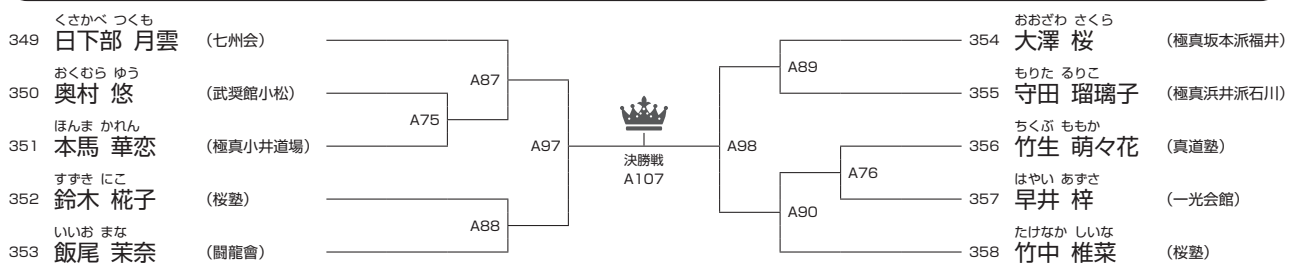 くさかべ つくも
349 日下部 月雲 (七州会)
おくむら ゆう
350 奥村 悠 (武奨館小松)
ほんま かれん
351 本馬 華恋 (極真小井道場)
すずき にこ
352 鈴木 椛子 (桜塾)
いいお まな
353 飯尾 茉奈 (闘龍會)
A87
A75
A97
A88
決勝戦
A107
A89
A98
A76
A90
おおざわ さくら
354 大澤 桜 (極真坂本派福井)
もりた るりこ
355 守田 瑠璃子 (極真浜井派石川)
ちくぶ ももか
356 竹生 萌々花 (真道塾)
はやい あずさ
357 早井 梓 (一光会館)
たけなか しいな
358 竹中 椎菜 (桜塾)